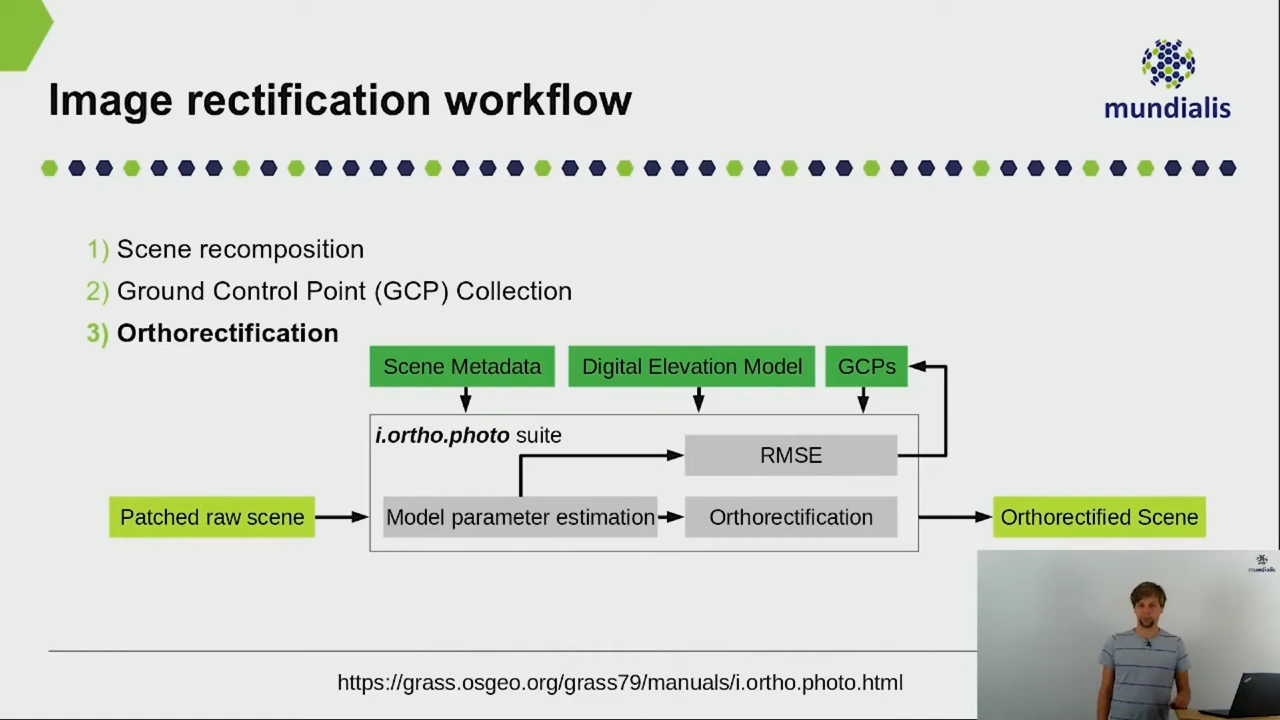 Image rectification workflow
mundialis
1) Scene recomposition
2) Ground Control Point (GCP) Collection
3) Orthorectification
Scene Metadata
Digital Elevation Model
GCPs
i.ortho.photo suite
RMSE
Patched raw scene
Model parameter estimation
Orthorectification
Orthorectified Scene
mundialis
https://grass.osgeo.org/grass79/manuals/i.ortho.photo.html